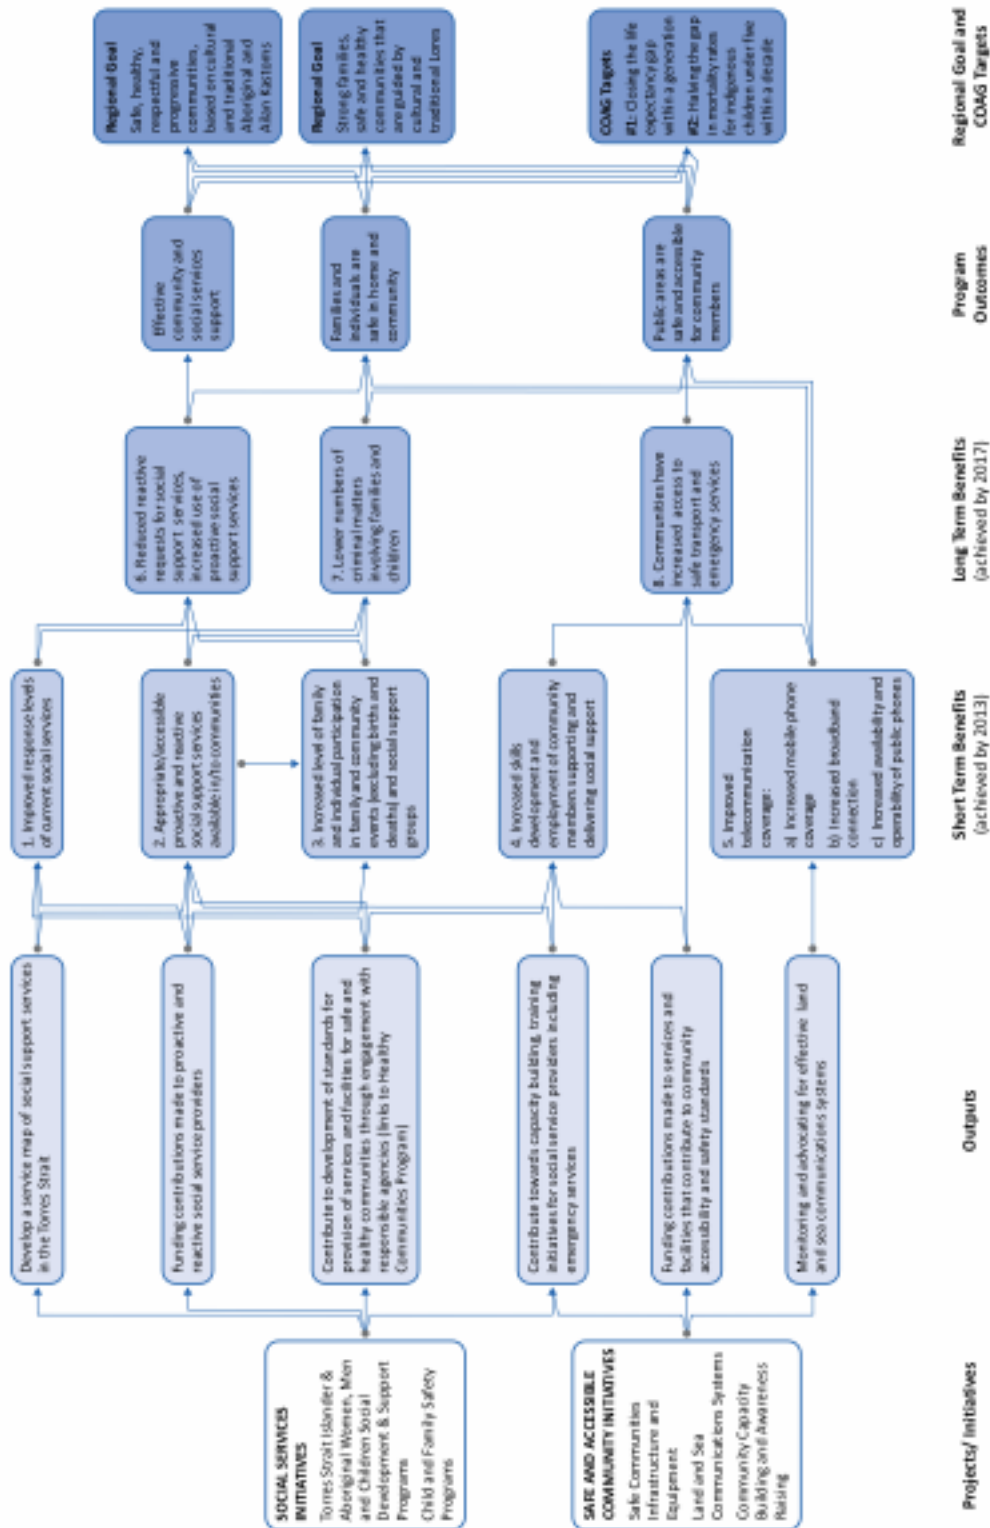 Regional Goal
Safe, healthy,
respectful and
progressive
communities,
based on cultural
and traditional
Aboriginal and
Ailan Kastoms
Regional Goal
Strong families,
safe and healthy
communities that
are guided by
cultural and
traditional Lores
COAG Targets
#1: Closing the life
expectancy gap
within a generation
#2: Halving the gap
in mortality rates
for indigenous
children under five
within a decade
Regional Goal and
COAG Targets
Effective
community and
social services
support
Families and
individuals are
safe in home and
community
Public areas are
safe and accessible
for community
members
Program
Outcomes
6. Reduced reactive
requests for social
support services,
increased use of
proactive social
support services
7. Lower numbers of
criminal matters
involving families and
children
8. Communities have
increased access to
safe transport and
emergency services
Long Term Benefits
(achieved by 2017)
1. Improved response levels
of current social services
2. Appropriate/accessible
proactive and reactive
social support services
available in/to communities
3. Increased level of family
and individual participation
in family and community
events (excluding births and
deaths) and social support
groups
4. Increased skills
development and
employment of community
members supporting and
delivering social support
5. Improved
telecommunication
coverage:
a) Increased mobile phone
coverage
b) Increased broadband
connection
c) Increased availability and
operability of public phones
Short Term Benefits
(achieved by 2013)
Develop a service map of social support services
in the Torres Strait
Funding contributions made to proactive and
reactive social service providers
Contribute to development of standards for
provision of services and facilities for safe and
healthy communities through engagement with
responsible agencies (links to Healthy
Communities Program)
Contribute towards capacity building, training
initiatives for social service providers including
emergency services
Funding contributions made to services and
facilities that contribute to community
accessibility and safety standards
Monitoring and advocating for effective land
and sea communications systems
Outputs
SOCIAL SERVICES
INITIATIVES
Torres Strait Islander &
Aboriginal Women, Men
and Children Social
Development & Support
Programs
Child and Family Safety
Programs
SAFE AND ACCESSIBLE
COMMUNITY INITIATIVES
Safe Communities
Infrastructure and
Equipment
Land and Sea
Communications Systems
Community Capacity
Building and Awareness
Raising
Projects/ Initiatives